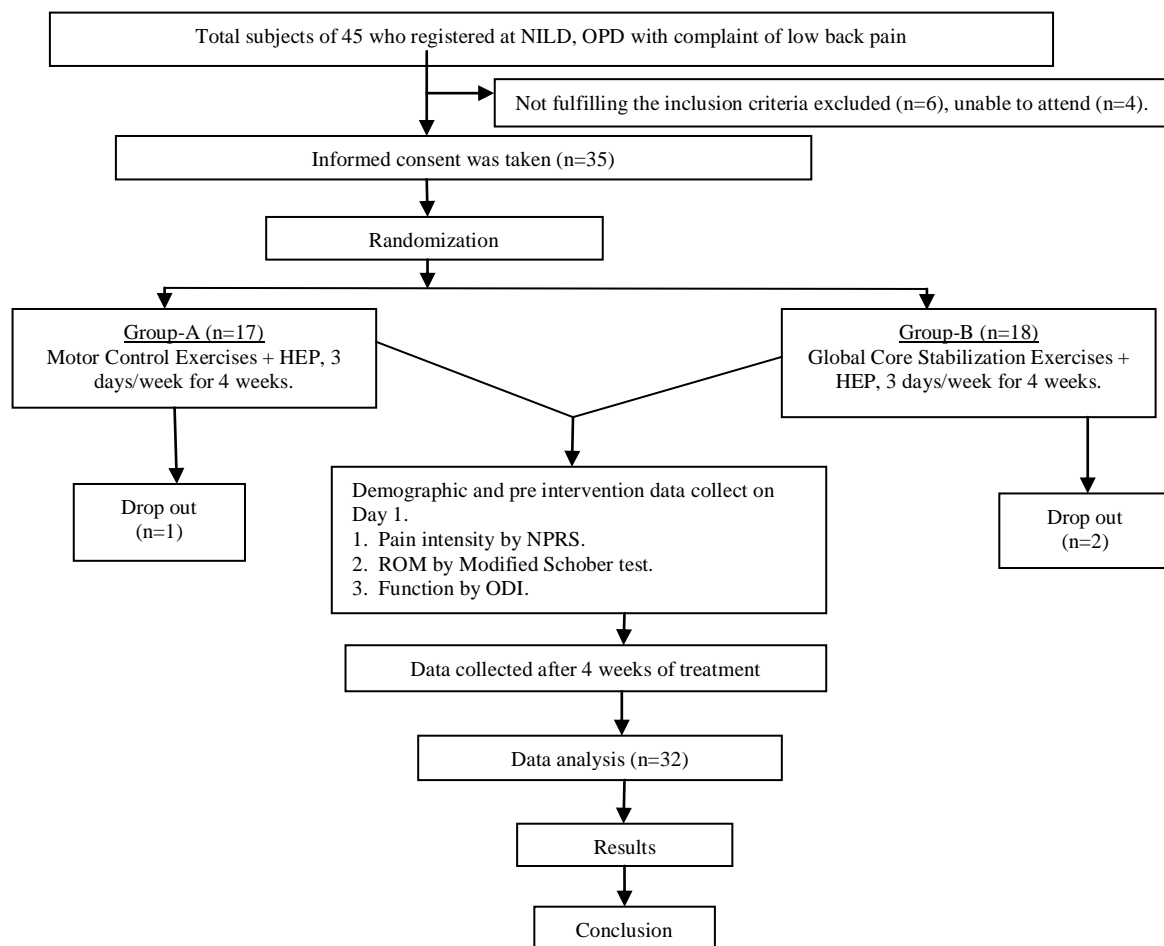 Total subjects of 45 who registered at NILD, OPD with complaint of low back pain
Not fulfilling the inclusion criteria excluded (n=6), unable to attend (n=4).
Informed consent was taken (n=35)
Randomization
Group-A (n=17)
Motor Control Exercises + HEP, 3
days/week for 4 weeks.
Group-B (n=18)
Global Core Stabilization Exercises +
HEP, 3 days/week for 4 weeks.
Drop out
(n=1)
Demographic and pre intervention data collect on
Day 1.
1. Pain intensity by NPRS.
2. ROM by Modified Schober test.
3. Function by ODI.
Drop out
(n=2)
Data collected after 4 weeks of treatment
Data analysis (n=32)
Results
Conclusion